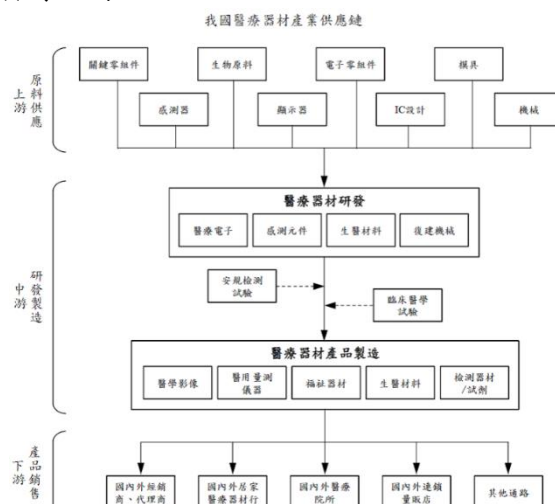 我國醫療器材產業供應鏈
原料供應
上游
關鍵零組件
生物原料
電子零組件
模具
感測器
顯示器
IC設計
機械
研發製造
中游
醫療器材研發
醫療電子
感測元件
生醫材料
復建機械
安規檢測
試驗
臨床醫學
試驗
醫療器材產品製造
醫學影像
醫用量測
儀器
福祉器材
生醫材料
檢測器材
/試劑
產品銷售
下游
國內外經銷
商、代理商
國內外居家
醫療器材行
國內外醫療
院所
國內外連鎖
量販店
其他通路